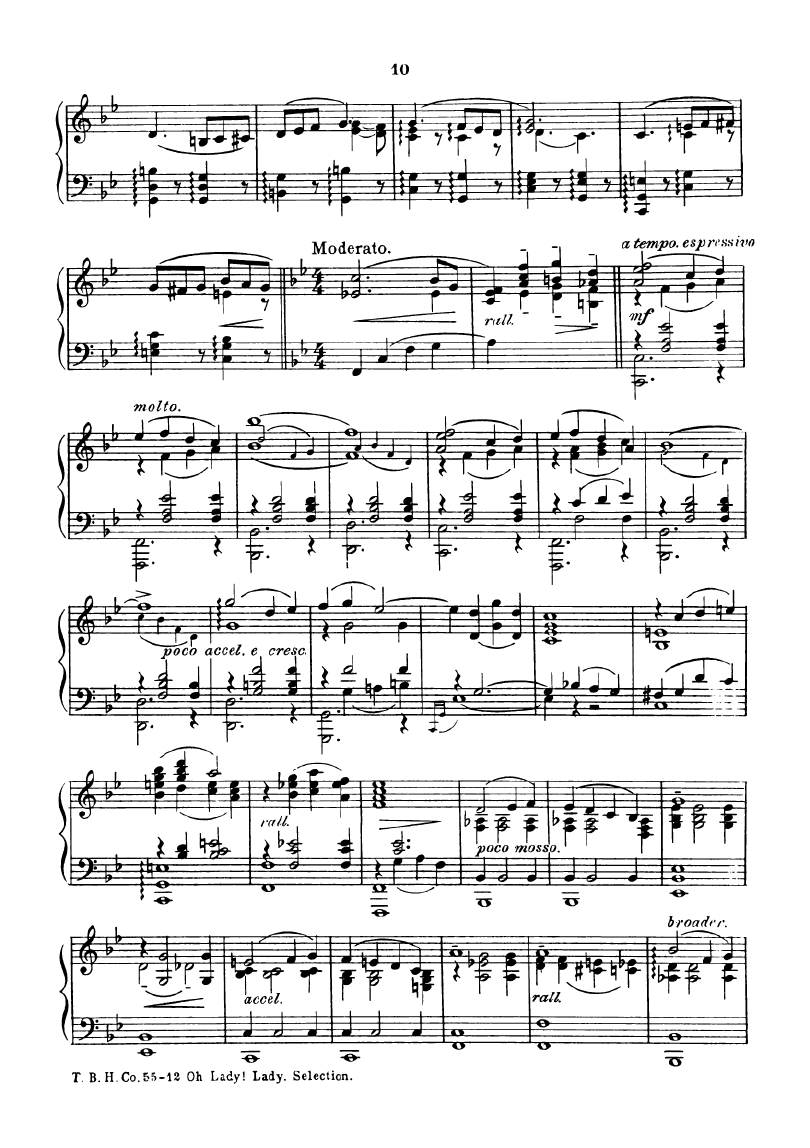 10
Moderato.
a tempo. espressivo
rall.
mf
molto.
poco accel. e cresc.
rall.
poco mosso.
broader.
accel.
rall.
T. B. H. Co. 55-12 Oh Lady! Lady. Selection.